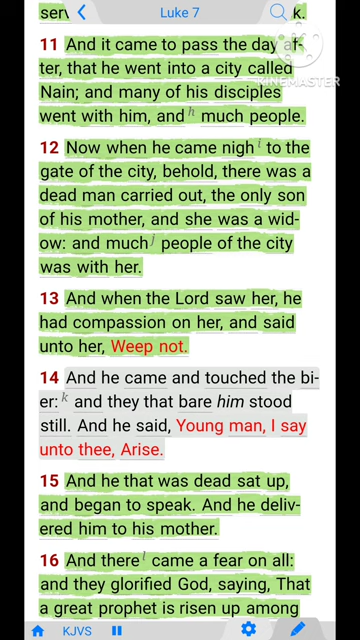 Luke 7
serv k.
KINEMASTER
11 And it came to pass the day af-
ter, that he went into a city called
Nain; and many of his disciples
went with him, and h much people.
12 Now when he came nigh i to the
gate of the city, behold, there was a
dead man carried out, the only son
of his mother, and she was a wid-
ow: and much j people of the city
was with her.
13 And when the Lord saw her, he
had compassion on her, and said
unto her, Weep not.
14 And he came and touched the bi-
er: k and they that bare him stood
still. And he said, Young man, I say
unto thee, Arise.
15 And he that was dead sat up,
and began to speak. And he deliv-
ered him to his mother.
16 And there l came a fear on all:
and they glorified God, saying, That
a great prophet is risen up among
KJVS